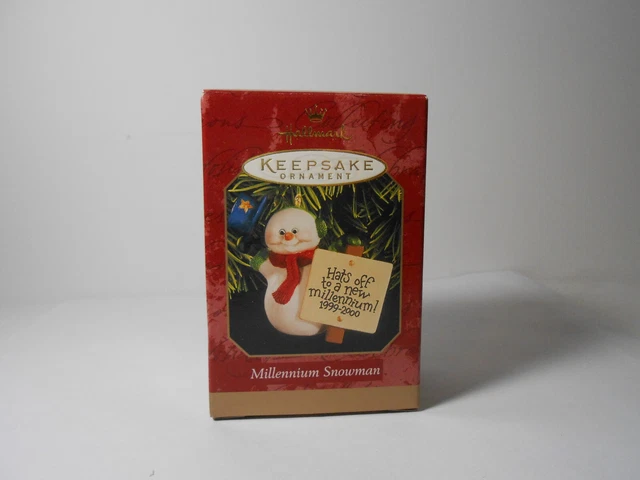 Hallmark
KEEPSAKE
ORNAMENT
Hats off
to a new
millennium!
1999-2000
Millennium Snowman